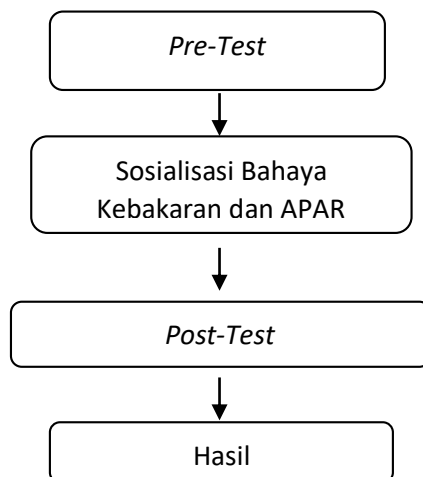 Pre-Test
Sosialisasi Bahaya
Kebakaran dan APAR
Post-Test
Hasil